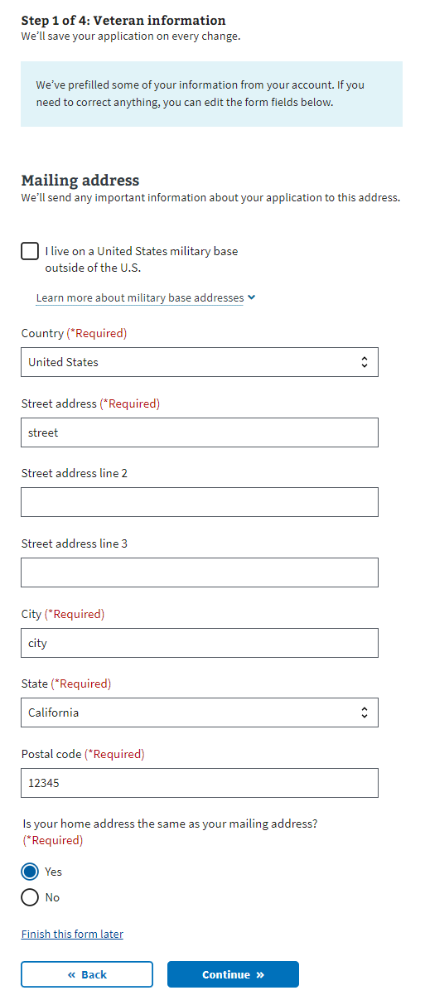 Step 1 of 4: Veteran information
We’ll save your application on every change.
We’ve prefilled some of your information from your account. If you
need to correct anything, you can edit the form fields below.
Mailing address
We’ll send any important information about your application to this address.
I live on a United States military base
outside of the U.S.
Learn more about military base addresses
Country (*Required)
United States
Street address (*Required)
street
Street address line 2
Street address line 3
City (*Required)
city
State (*Required)
California
Postal code (*Required)
12345
Is your home address the same as your mailing address?
(*Required)
Yes
No
Finish this form later
« Back
Continue »